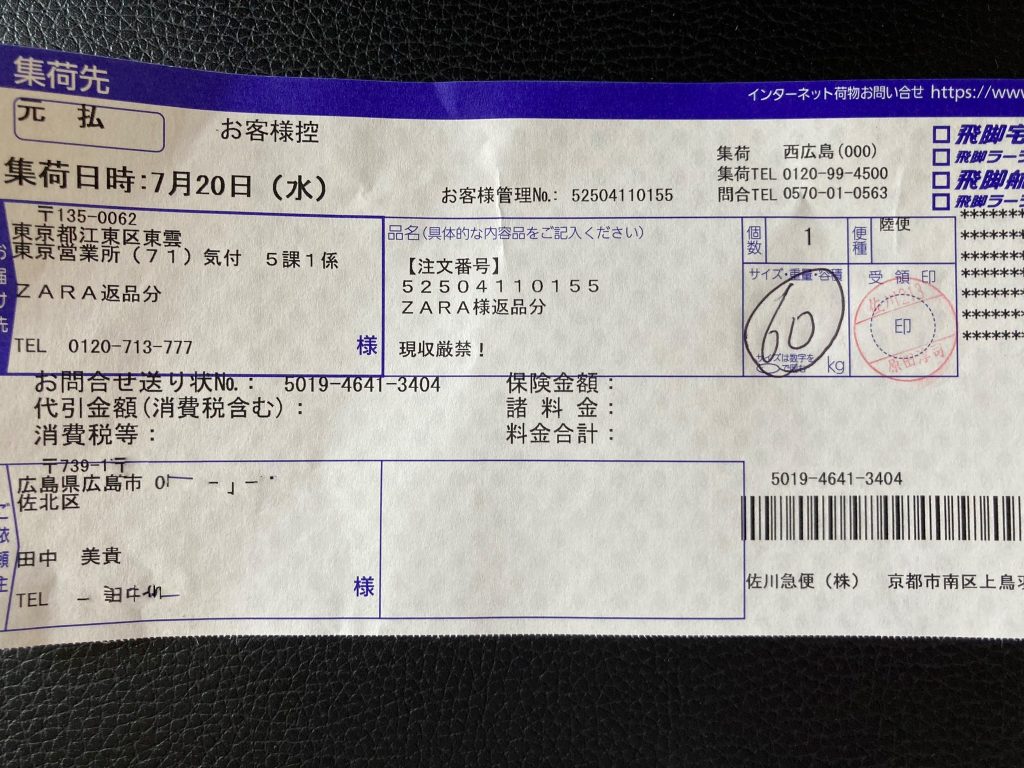 集荷先
インターネット荷物お問い合せ https://www
元 払
お客様控
集荷日時:7月20日（水）
お客様管理No.: 52504110155
集荷 西広島(000)
集荷TEL 0120-99-4500
問合TEL 0570-01-0563
□ 飛脚宅
□ 飛脚ラー
□ 飛脚航
□ 飛脚ラー
お届け先
〒135-0062
東京都江東区東雲
東京営業所（71）気付 5課1係
ZARA返品分
TEL 0120-713-777
様
品名(具体的な内容品をご記入ください)
【注文番号】
52504110155
ZARA様返品分
現収厳禁！
個数
1
便種
陸便
サイズ・重量・容積
60
サイズは数字を
で囲む
kg
受領印
印
********
********
********
********
********
********
********
お問合せ送り状No.: 5019-4641-3404
代引金額(消費税含む):
消費税等:
保険金額:
諸料金:
料金合計:
ご依頼主
〒739-1
広島県広島市
佐北区
田中 美貴
TEL
様
5019-4641-3404
佐川急便（株） 京都市南区上鳥羽